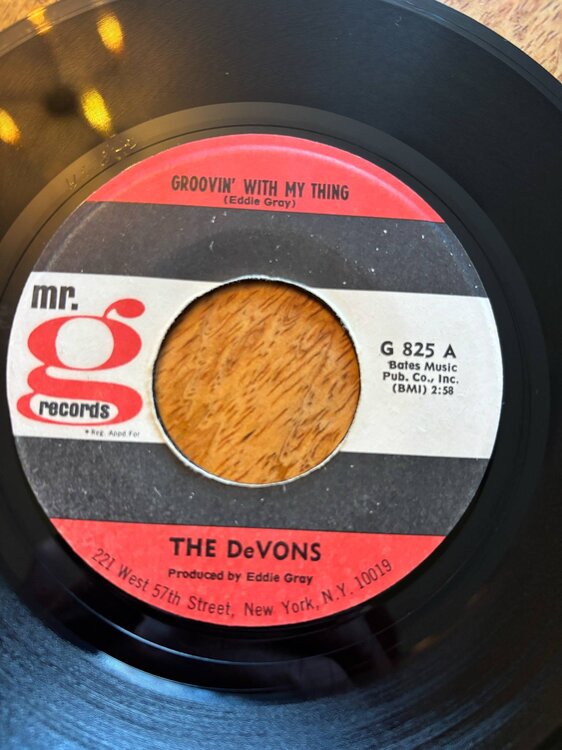 GROOVIN' WITH MY THING
(Eddie Gray)
mr.
g
records
* Reg. Appd For
G 825 A
Bates Music
Pub. Co., Inc.
(BMI) 2:58
THE DeVONS
Produced by Eddie Gray
221 West 57th Street, New York, N.Y. 10019